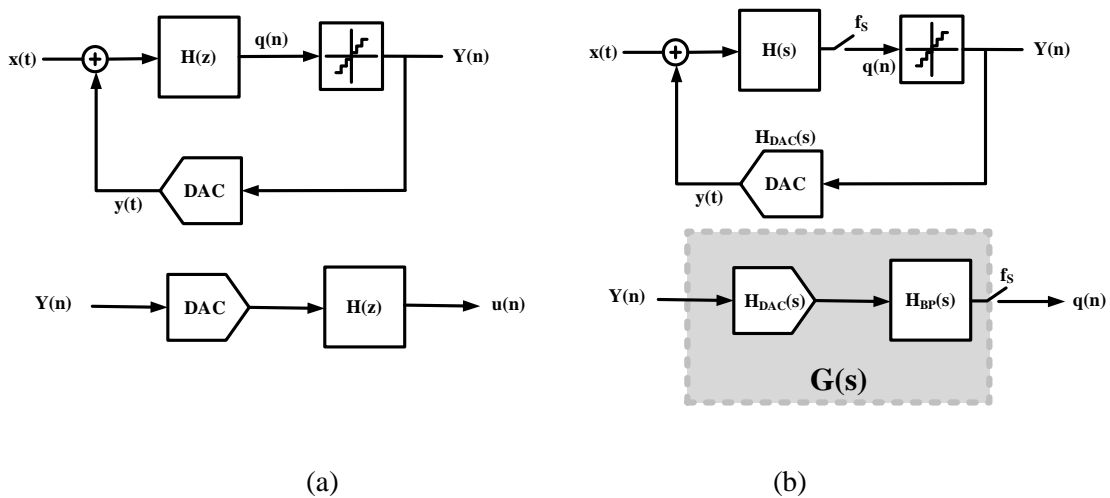 x(t)
H(z)
q(n)
Y(n)
DAC
y(t)
Y(n)
DAC
H(z)
u(n)
(a)
x(t)
H(s)
fS
q(n)
Y(n)
HDAC(s)
DAC
y(t)
Y(n)
HDAC(s)
HBP(s)
fS
q(n)
G(s)
(b)